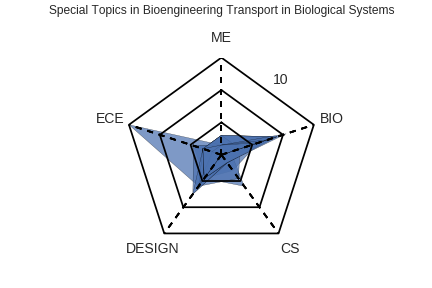 Special Topics in Bioengineering Transport in Biological Systems
ME
10
ECE
BIO
DESIGN
CS